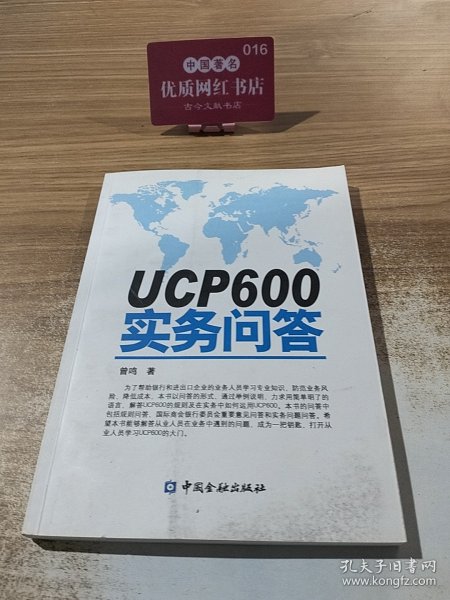 016
中国著名
优质网红书店
古今文献书店
UCP600
实务问答
曾鸣 著
为了帮助银行和进出口企业的业务人员学习专业知识、防范业务风
险、降低成本，本书以问答的形式，通过举例说明，力求用简单明了的
语言，解答UCP600的规则及在实务中如何运用UCP600。本书的问答中
包括规则问答、国际商会银行委员会重要意见问答和实务问题问答。希
望本书能够解答从业人员在业务中遇到的问题，成为一把钥匙，打开从
业人员学习UCP600的大门。
中国金融出版社
孔夫子旧书网
www.kongfz.com